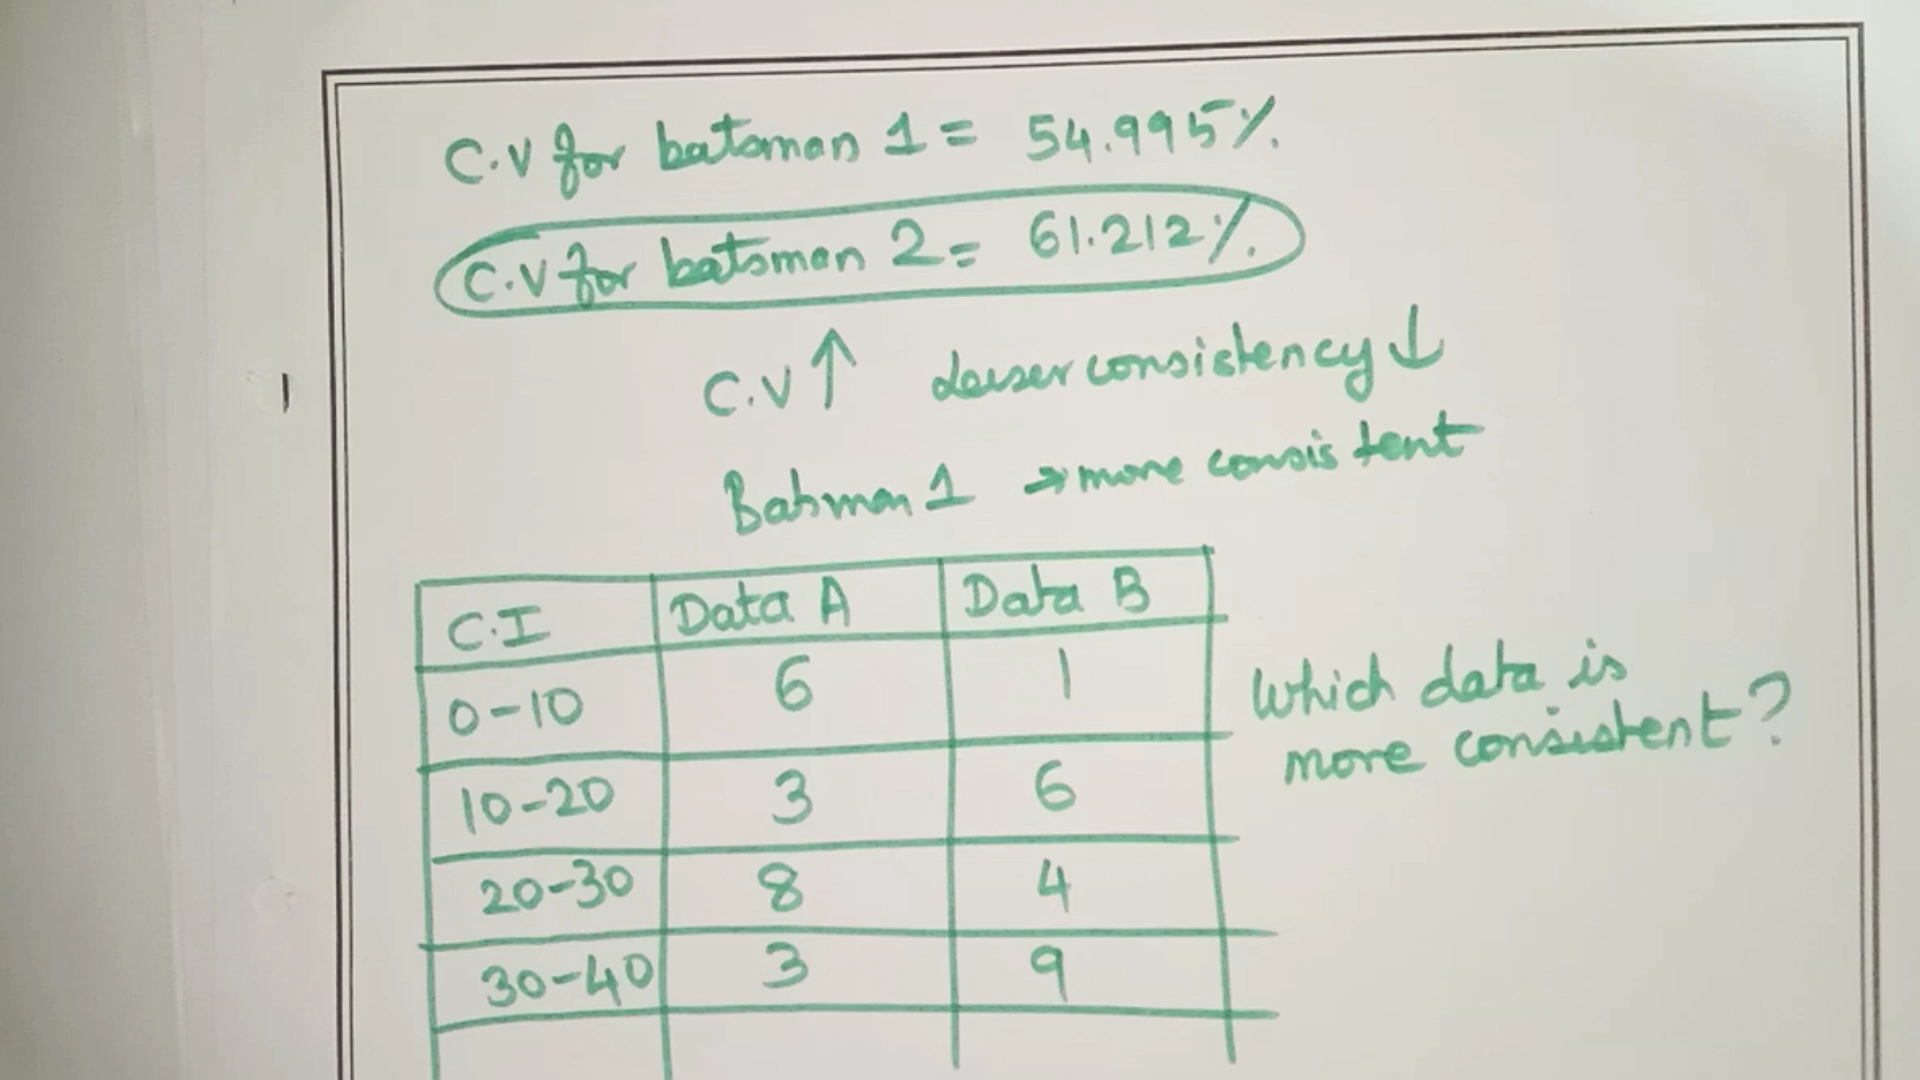 C.V for batsman 1 = 54.995%.
C.V for batsman 2 = 61.212%.
C.V ↑ Lesser consistency ↓
Batsman 1 → more consistent
C.I Data A Data B
0-10 6 1
10-20 3 6
20-30 8 4
30-40 3 9
Which data is
more consistent?